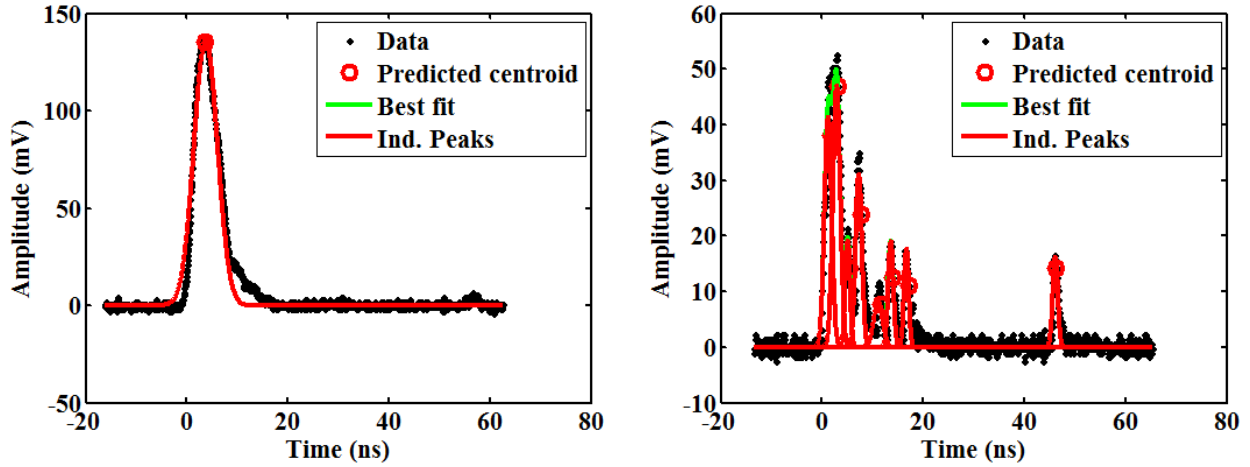 150
100
50
0
-50
-20
0
20
40
60
80
Amplitude (mV)
Time (ns)
Data
Predicted centroid
Best fit
Ind. Peaks
60
50
40
30
20
10
0
-10
-20
0
20
40
60
80
Amplitude (mV)
Time (ns)
Data
Predicted centroid
Best fit
Ind. Peaks